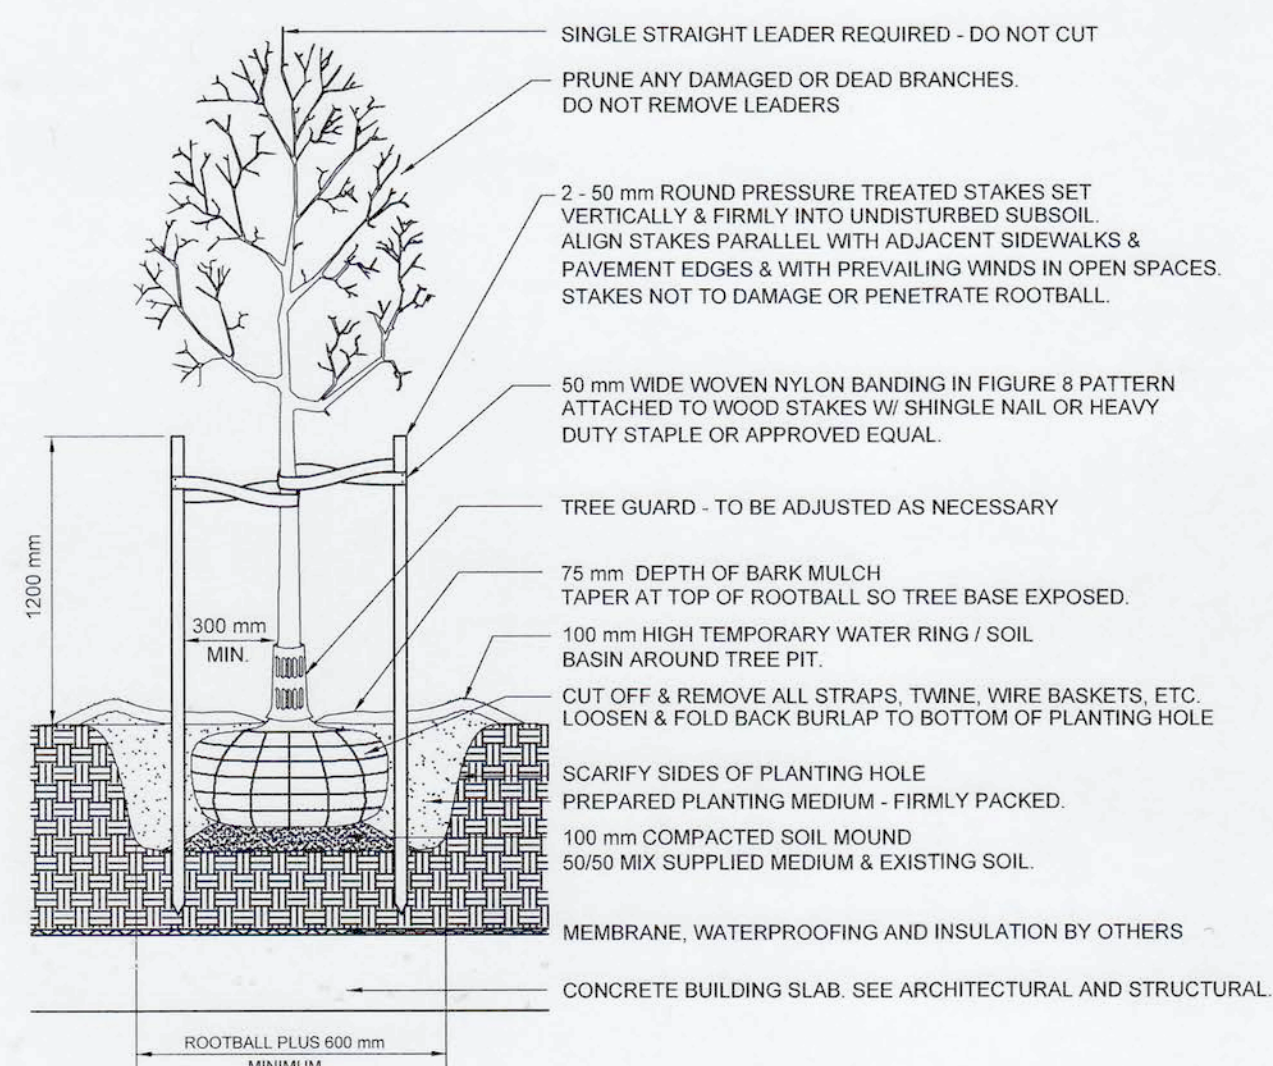 SINGLE STRAIGHT LEADER REQUIRED - DO NOT CUT
PRUNE ANY DAMAGED OR DEAD BRANCHES.
DO NOT REMOVE LEADERS
2 - 50 mm ROUND PRESSURE TREATED STAKES SET
VERTICALLY & FIRMLY INTO UNDISTURBED SUBSOIL.
ALIGN STAKES PARALLEL WITH ADJACENT SIDEWALKS &
PAVEMENT EDGES & WITH PREVAILING WINDS IN OPEN SPACES.
STAKES NOT TO DAMAGE OR PENETRATE ROOTBALL.
50 mm WIDE WOVEN NYLON BANDING IN FIGURE 8 PATTERN
ATTACHED TO WOOD STAKES W/ SHINGLE NAIL OR HEAVY
DUTY STAPLE OR APPROVED EQUAL.
TREE GUARD - TO BE ADJUSTED AS NECESSARY
75 mm DEPTH OF BARK MULCH
TAPER AT TOP OF ROOTBALL SO TREE BASE EXPOSED.
100 mm HIGH TEMPORARY WATER RING / SOIL
BASIN AROUND TREE PIT.
CUT OFF & REMOVE ALL STRAPS, TWINE, WIRE BASKETS, ETC.
LOOSEN & FOLD BACK BURLAP TO BOTTOM OF PLANTING HOLE
SCARIFY SIDES OF PLANTING HOLE
PREPARED PLANTING MEDIUM - FIRMLY PACKED.
100 mm COMPACTED SOIL MOUND
50/50 MIX SUPPLIED MEDIUM & EXISTING SOIL.
MEMBRANE, WATERPROOFING AND INSULATION BY OTHERS
CONCRETE BUILDING SLAB. SEE ARCHITECTURAL AND STRUCTURAL.
1200 mm
300 mm
MIN.
ROOTBALL PLUS 600 mm
MINIMUM